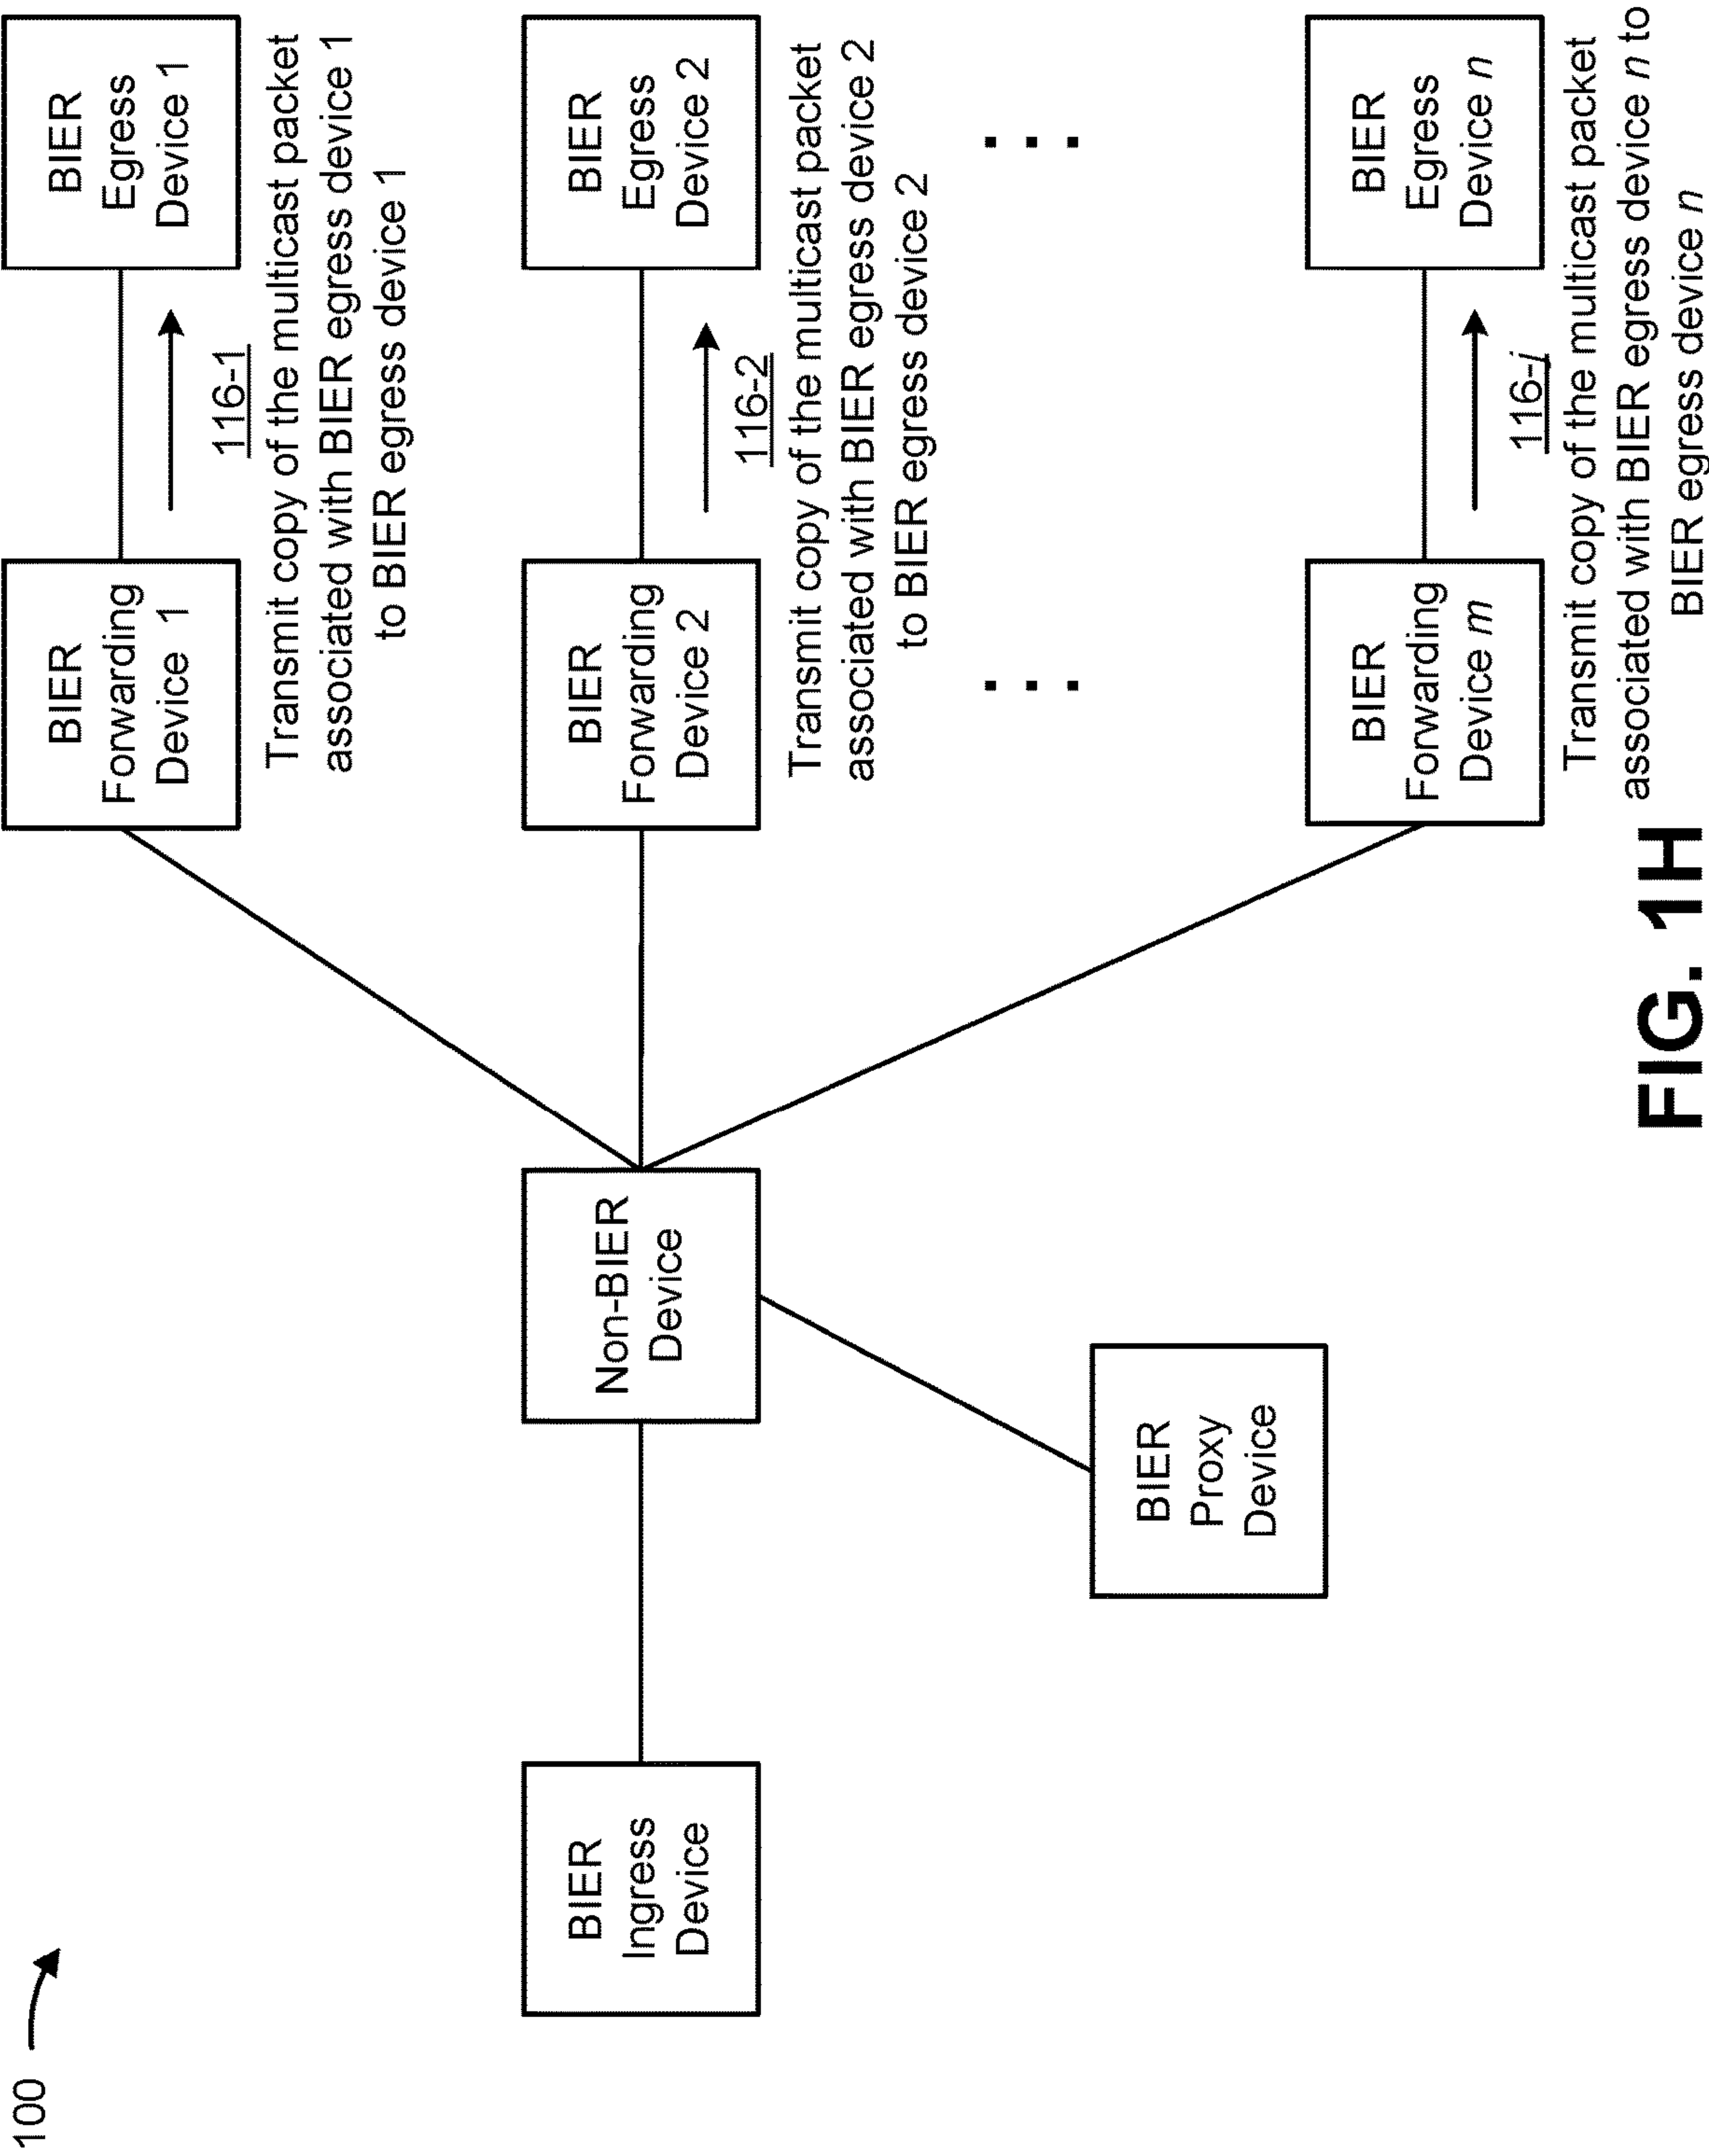 100
BIER
Ingress
Device
Non-BIER
Device
BIER
Proxy
Device
BIER
Forwarding
Device 1
BIER
Egress
Device 1
116-1
Transmit copy of the multicast packet
associated with BIER egress device 1
to BIER egress device 1
BIER
Forwarding
Device 2
BIER
Egress
Device 2
116-2
Transmit copy of the multicast packet
associated with BIER egress device 2
to BIER egress device 2
. . .
. . .
BIER
Forwarding
Device m
BIER
Egress
Device n
116-j
Transmit copy of the multicast packet
associated with BIER egress device n to
BIER egress device n
FIG. 1H